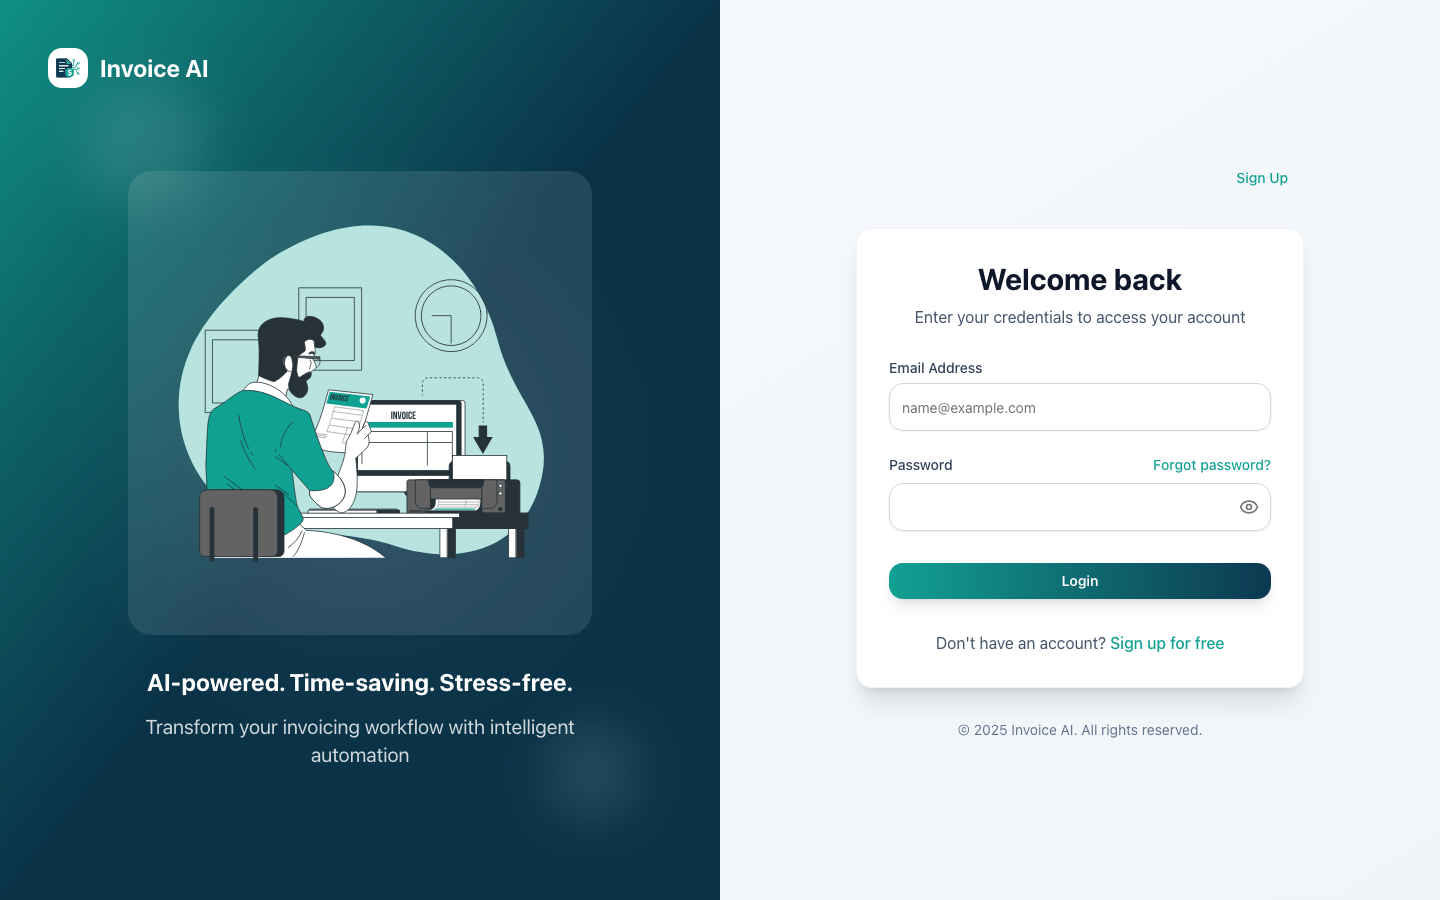 Invoice AI
INVOICE
INVOICE
AI-powered. Time-saving. Stress-free.
Transform your invoicing workflow with intelligent
automation
Sign Up
Welcome back
Enter your credentials to access your account
Email Address
name@example.com
Password
Forgot password?
Login
Don't have an account? Sign up for free
© 2025 Invoice AI. All rights reserved.